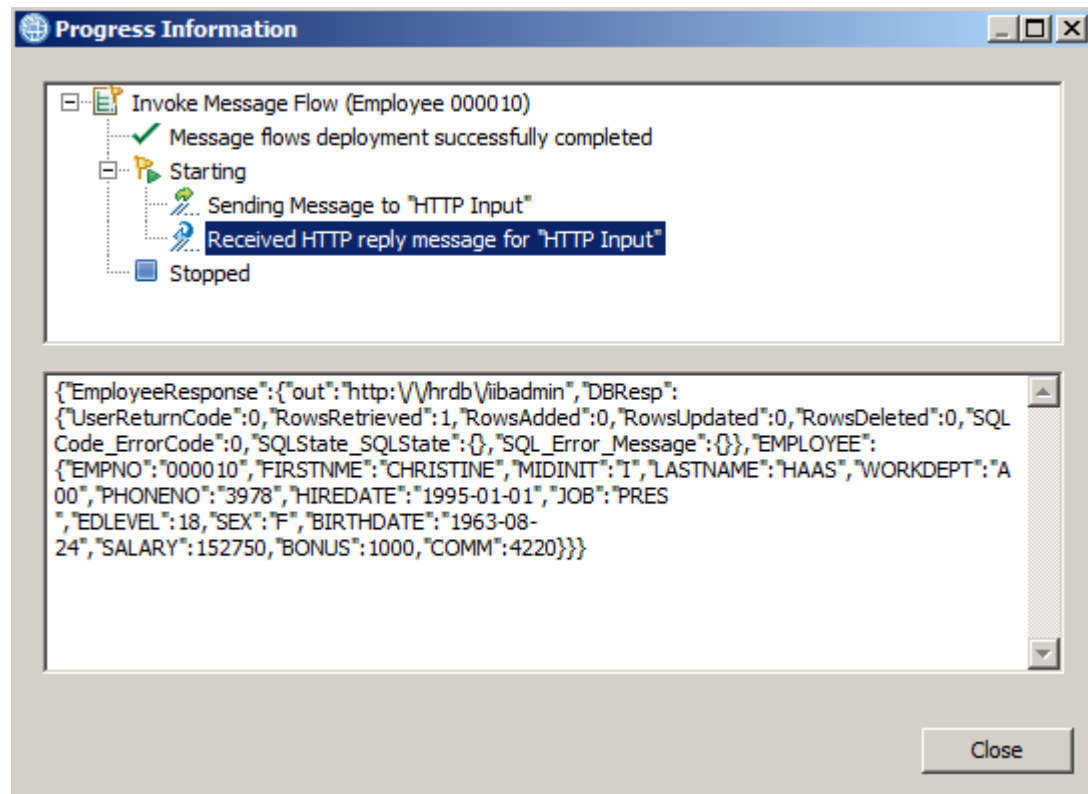 Progress Information
Invoke Message Flow (Employee 000010)
Message flows deployment successfully completed
Starting
Sending Message to "HTTP Input"
Received HTTP reply message for "HTTP Input"
Stopped
{"EmployeeResponse":{"out":"http:\/\/hrdb\/iibadmin","DBResp":
{"UserReturnCode":0,"RowsRetrieved":1,"RowsAdded":0,"RowsUpdated":0,"RowsDeleted":0,"SQL
Code_ErrorCode":0,"SQLState_SQLState":{},"SQL_Error_Message":{}},"EMPLOYEE":
{"EMPNO":"000010","FIRSTNME":"CHRISTINE","MIDINIT":"I","LASTNAME":"HAAS","WORKDEPT":"A
00","PHONENO":"3978","HIREDATE":"1995-01-01","JOB":"PRES
","EDLEVEL":18,"SEX":"F","BIRTHDATE":"1963-08-
24","SALARY":152750,"BONUS":1000,"COMM":4220}}}
Close